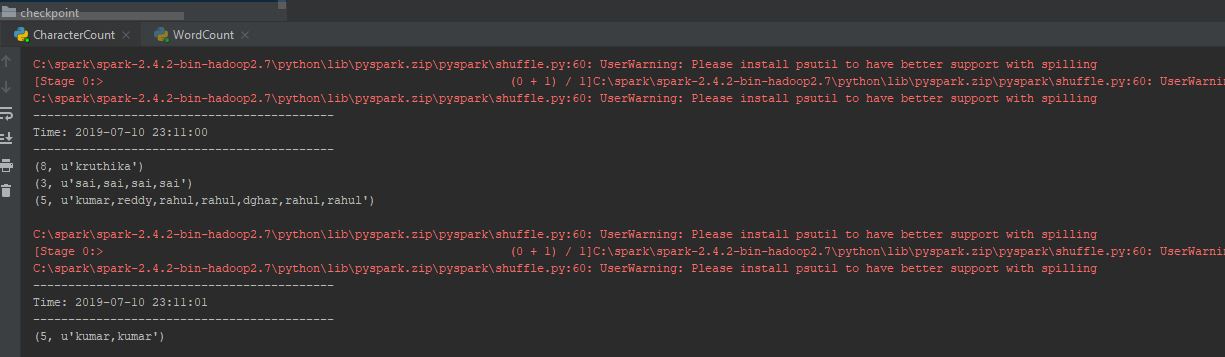 checkpoint
CharacterCount WordCount
C:\spark\spark-2.4.2-bin-hadoop2.7\python\lib\pyspark.zip\pyspark\shuffle.py:60: UserWarning: Please install psutil to have better support with spilling
[Stage 0:> (0 + 1) / 1]C:\spark\spark-2.4.2-bin-hadoop2.7\python\lib\pyspark.zip\pyspark\shuffle.py:60: UserWarn
C:\spark\spark-2.4.2-bin-hadoop2.7\python\lib\pyspark.zip\pyspark\shuffle.py:60: UserWarning: Please install psutil to have better support with spilling
-------------------------------------------
Time: 2019-07-10 23:11:00
-------------------------------------------
(8, u'kruthika')
(3, u'sai,sai,sai,sai')
(5, u'kumar,reddy,rahul,rahul,dghar,rahul,rahul')
C:\spark\spark-2.4.2-bin-hadoop2.7\python\lib\pyspark.zip\pyspark\shuffle.py:60: UserWarning: Please install psutil to have better support with spilling
[Stage 0:> (0 + 1) / 1]C:\spark\spark-2.4.2-bin-hadoop2.7\python\lib\pyspark.zip\pyspark\shuffle.py:60: UserWarn
C:\spark\spark-2.4.2-bin-hadoop2.7\python\lib\pyspark.zip\pyspark\shuffle.py:60: UserWarning: Please install psutil to have better support with spilling
-------------------------------------------
Time: 2019-07-10 23:11:01
-------------------------------------------
(5, u'kumar,kumar')